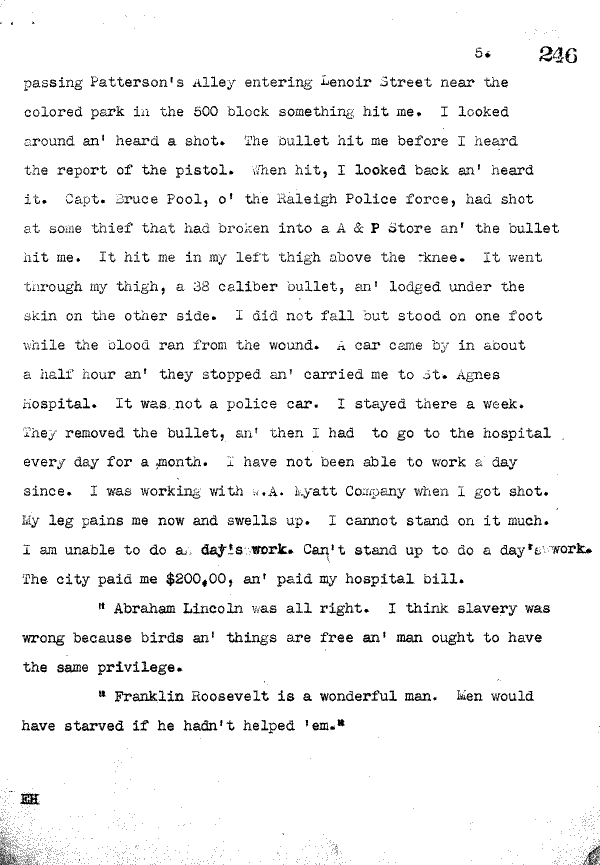 5. 246
passing Patterson's Alley entering Lenoir Street near the
colored park in the 500 block something hit me. I looked
around an' heard a shot. The bullet hit me before I heard
the report of the pistol. When hit, I looked back an' heard
it. Capt. Bruce Pool, o' the Raleigh Police force, had shot
at some thief that had broken into a A & P Store an' the bullet
hit me. It hit me in my left thigh above the knee. It went
through my thigh, a 38 caliber bullet, an' lodged under the
skin on the other side. I did not fall but stood on one foot
while the blood ran from the wound. A car came by in about
a half hour an' they stopped an' carried me to St. Agnes
Hospital. It was not a police car. I stayed there a week.
They removed the bullet, an' then I had to go to the hospital
every day for a month. I have not been able to work a day
since. I was working with W.A. Wyatt Company when I got shot.
My leg pains me now and swells up. I cannot stand on it much.
I am unable to do a day's work. Can't stand up to do a day's work.
The city paid me $200.00, an' paid my hospital bill.
" Abraham Lincoln was all right. I think slavery was
wrong because birds an' things are free an' man ought to have
the same privilege.
" Franklin Roosevelt is a wonderful man. Men would
have starved if he hadn't helped 'em."
EH